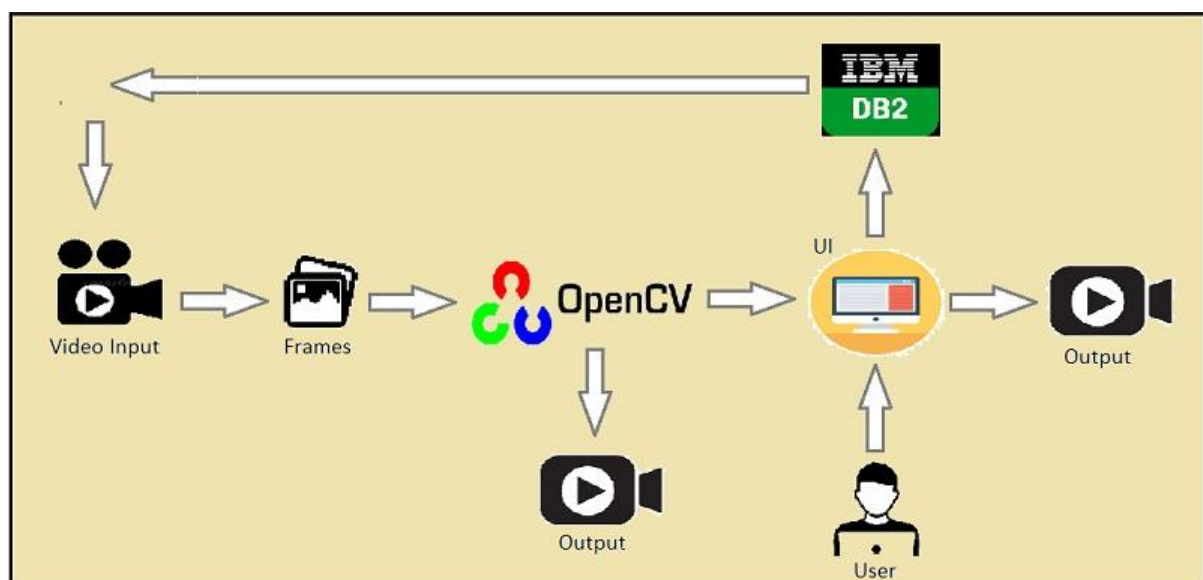 IBM
DB2
UI
OpenCV
Video Input
Frames
Output
Output
User